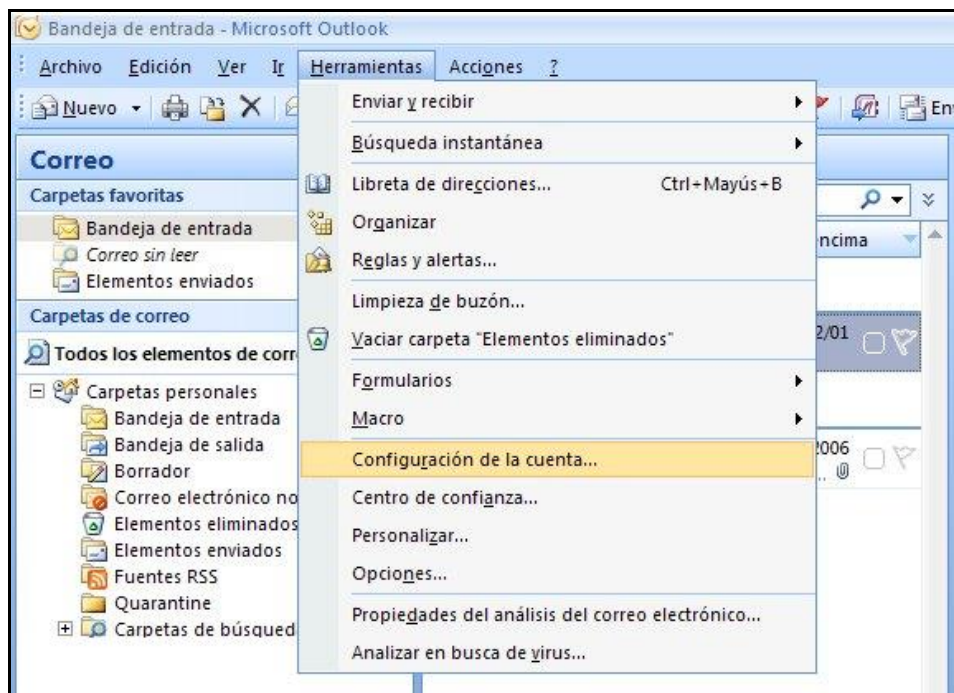 Bandeja de entrada - Microsoft Outlook
Archivo Edición Ver Ir Herramientas Acciones ?
Nuevo
Correo
Carpetas favoritas
Bandeja de entrada
Correo sin leer
Elementos enviados
Carpetas de correo
Todos los elementos de corr
Carpetas personales
Bandeja de entrada
Bandeja de salida
Borrador
Correo electrónico no
Elementos eliminados
Elementos enviados
Fuentes RSS
Quarantine
Carpetas de búsqued
Enviar y recibir
Búsqueda instantánea
Libreta de direcciones... Ctrl+Mayús+B
Organizar
Reglas y alertas...
Limpieza de buzón...
Vaciar carpeta "Elementos eliminados"
Formularios
Macro
Configuración de la cuenta...
Centro de confianza...
Personalizar...
Opciones...
Propiedades del análisis del correo electrónico...
Analizar en busca de virus...
En
encima
2/01
2006
..